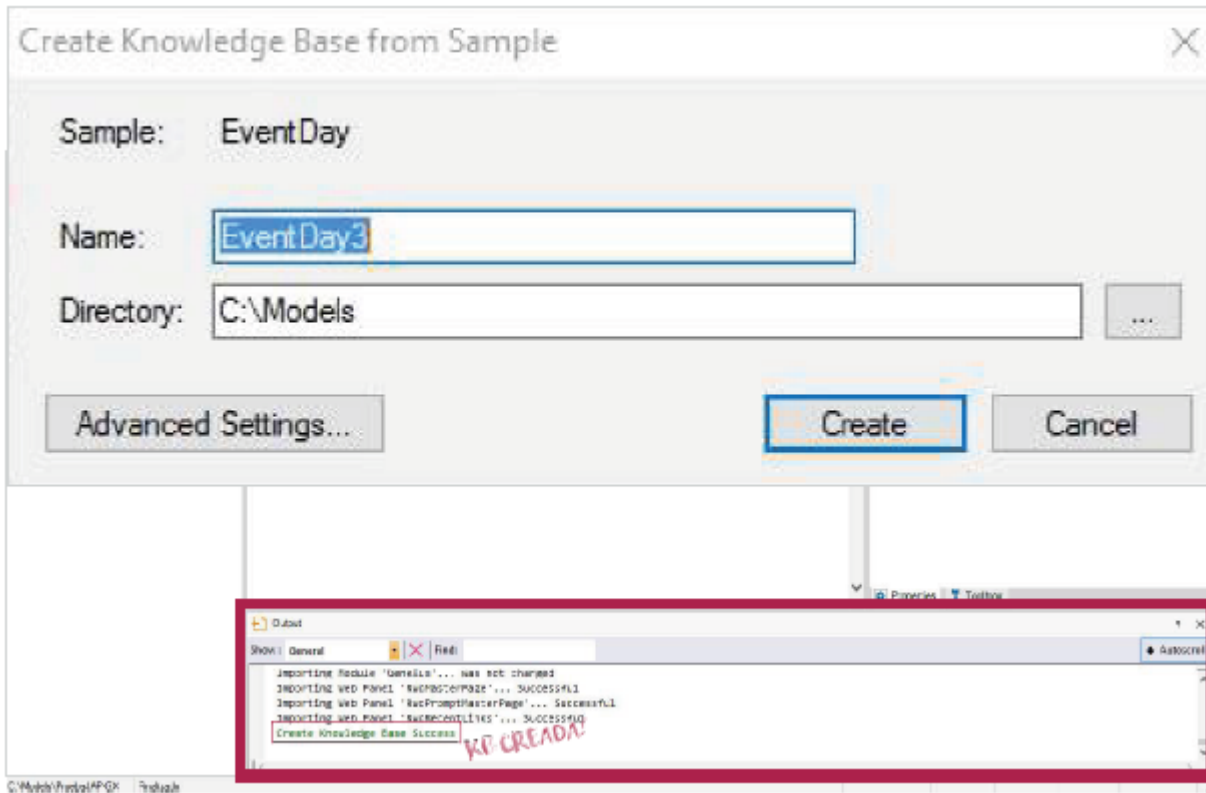 Create Knowledge Base from Sample
Sample: EventDay
Name: EventDay3
Directory: C:\Models ...
Advanced Settings... Create Cancel
Properties Toolbox
Output
Show: General Find: Autoscroll
Importing Module 'GeneXus'... was not changed
Importing Web Panel 'RwdMasterPage'... Successful
Importing Web Panel 'RwdPromptMasterPage'... Successful
Importing Web Panel 'RwdRecentLinks'... Successful
Create Knowledge Base Success
KB CREADA!